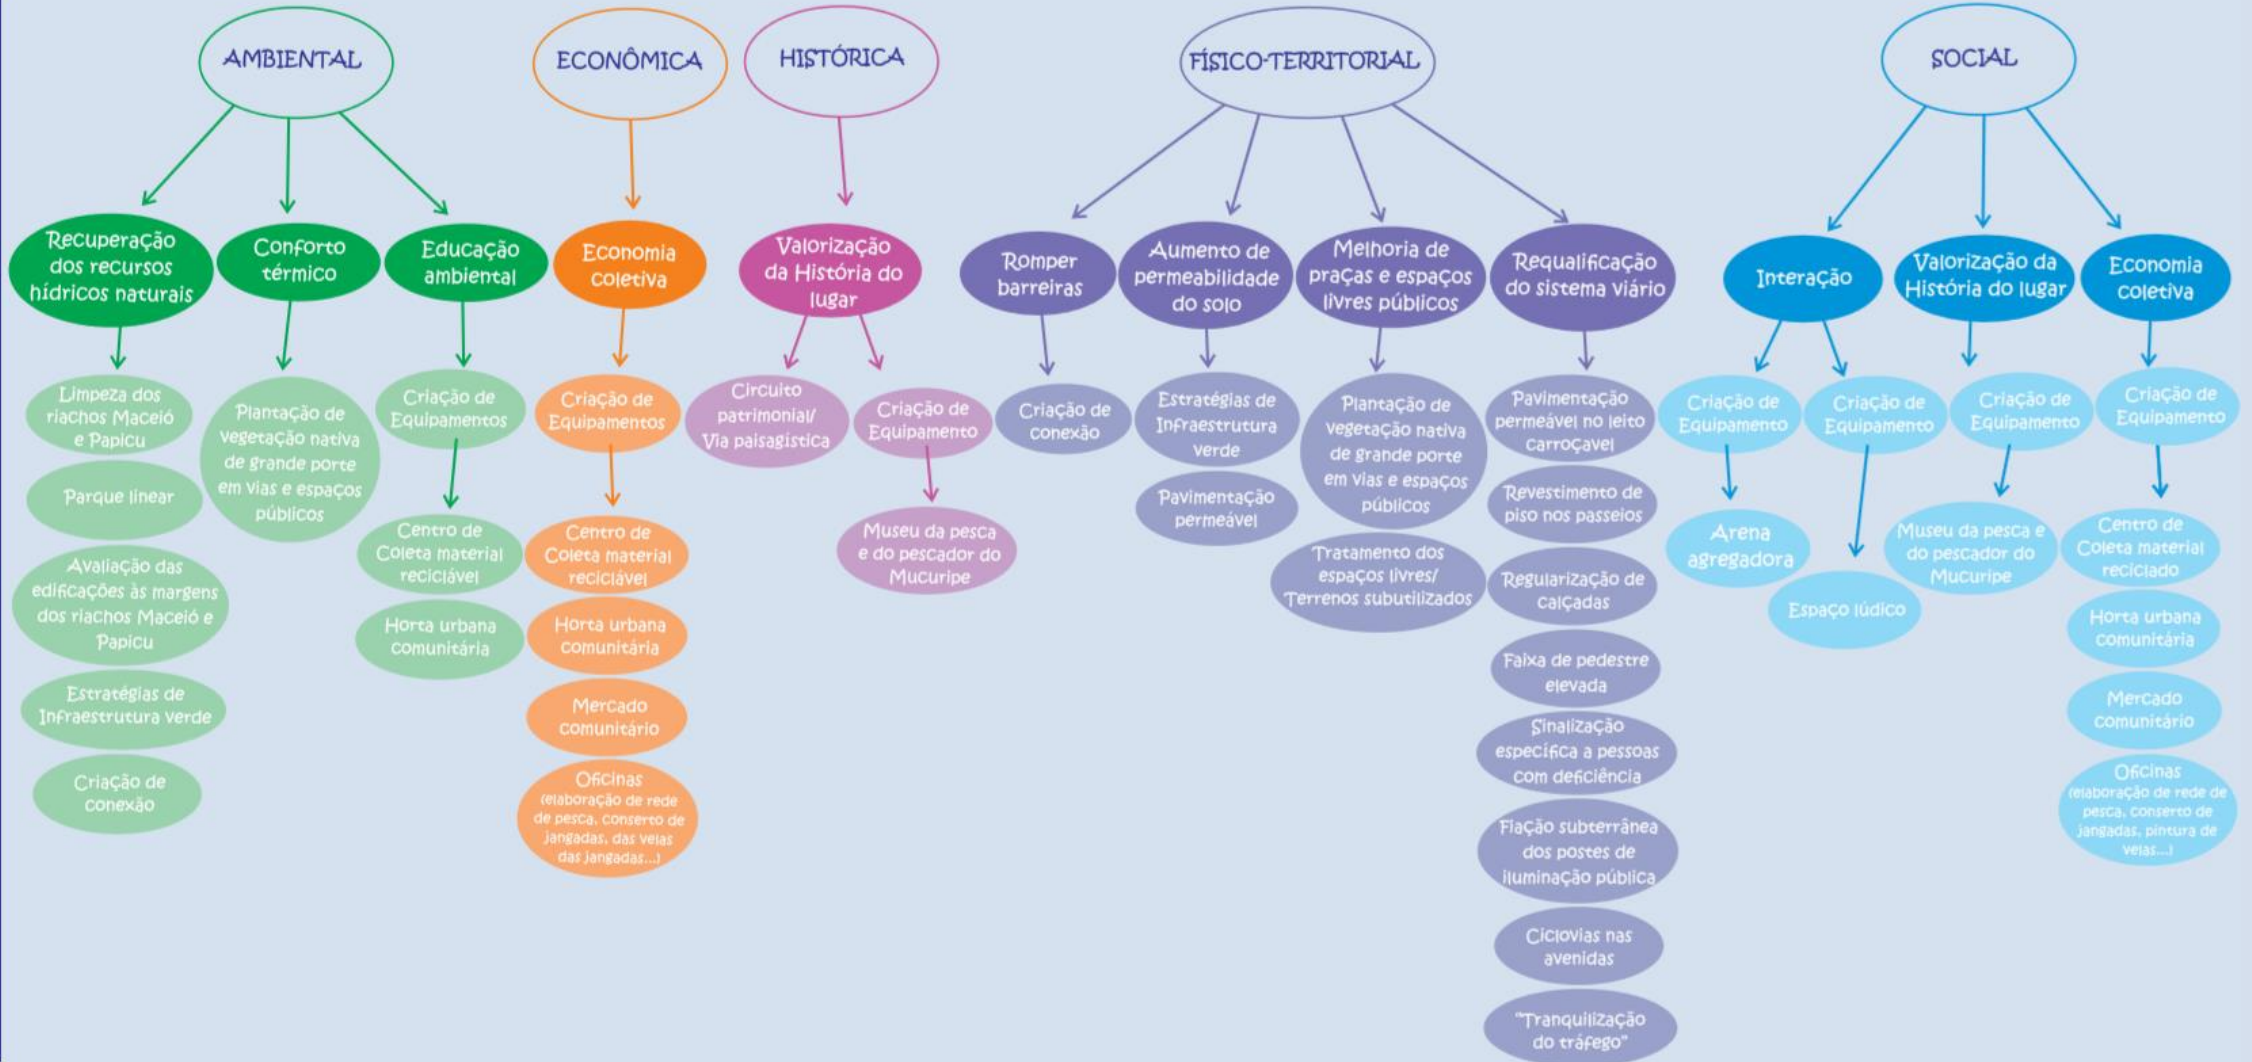 AMBIENTAL
ECONÔMICA
HISTÓRICA
FÍSICO-TERRITORIAL
SOCIAL
Recuperação
dos recursos
hídricos naturais
Conforto
térmico
Educação
ambiental
Economia
coletiva
Valorização
da História do
lugar
Romper
barreiras
Aumento de
permeabilidade
do solo
Melhoria de
praças e espaços
livres públicos
Requalificação
do sistema viário
Interação
Valorização da
História do lugar
Economia
coletiva
Limpeza dos
riachos Maceió
e Papicu
Parque linear
Avaliação das
edificações às margens
dos riachos Maceió e
Papicu
Estratégias de
Infraestrutura verde
Criação de
conexão
Plantação de
vegetação nativa
de grande porte
em vias e espaços
públicos
Criação de
Equipamentos
Centro de
Coleta material
reciclável
Horta urbana
comunitária
Criação de
Equipamentos
Centro de
Coleta material
reciclável
Horta urbana
comunitária
Mercado
comunitário
Oficinas
(elaboração de rede
de pesca, conserto de
jangadas, das velas
das jangadas...)
Circuito
patrimonial/
Via paisagística
Criação de
Equipamento
Museu da pesca
e do pescador do
Mucuripe
Criação de
conexão
Estratégias de
Infraestrutura
verde
Pavimentação
permeável
Plantação de
vegetação nativa
de grande porte
em vias e espaços
públicos
Tratamento dos
espaços livres/
Terrenos subutilizados
Pavimentação
permeável no leito
carroçavel
Revestimento de
piso nos passeios
Regularização de
calçadas
Faixa de pedestre
elevada
Sinalização
específica a pessoas
com deficiência
Fiação subterrânea
dos postes de
iluminação pública
Ciclovias nas
avenidas
"Tranquilização
do tráfego"
Criação de
Equipamento
Arena
agregadora
Criação de
Equipamento
Espaço lúdico
Criação de
Equipamento
Museu da pesca e
do pescador do
Mucuripe
Criação de
Equipamento
Centro de
Coleta material
reciclado
Horta urbana
comunitária
Mercado
comunitário
Oficinas
(elaboração de rede de
pesca, conserto de
jangadas, pintura de
velas...)